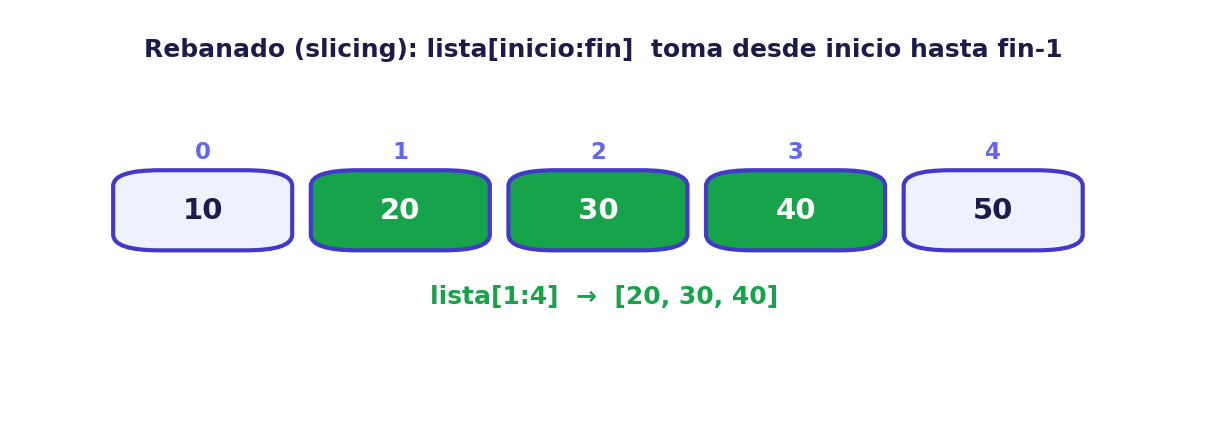 Rebanado (slicing): lista[inicio:fin]  toma desde inicio hasta fin-1
0 1 2 3 4
10 20 30 40 50
lista[1:4] → [20, 30, 40]